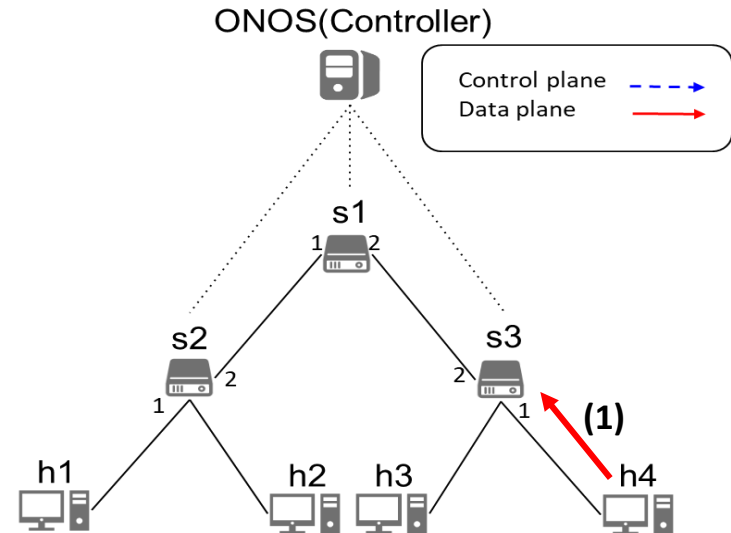 ONOS(Controller)
Control plane
Data plane
s1
1 2
s2
s3
2
2
1
1
(1)
h1
h2
h3
h4